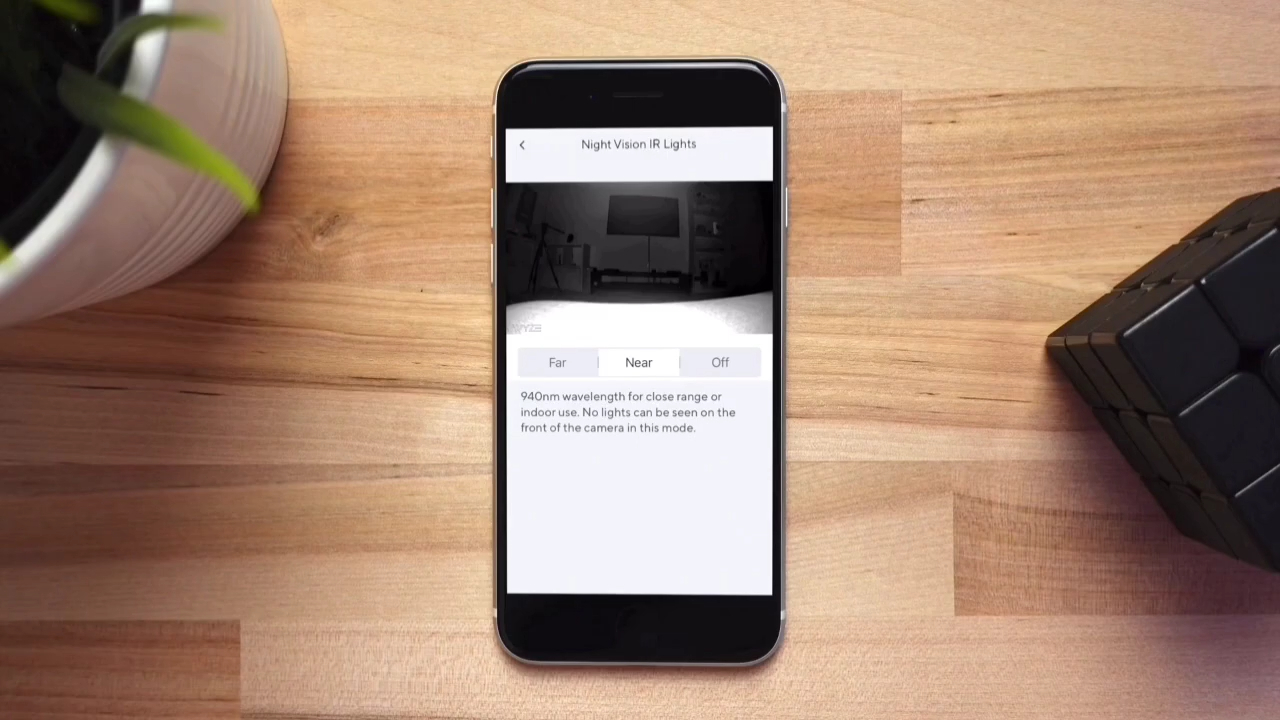 Night Vision IR Lights
WYZE
Far Near Off
940nm wavelength for close range or
indoor use. No lights can be seen on the
front of the camera in this mode.